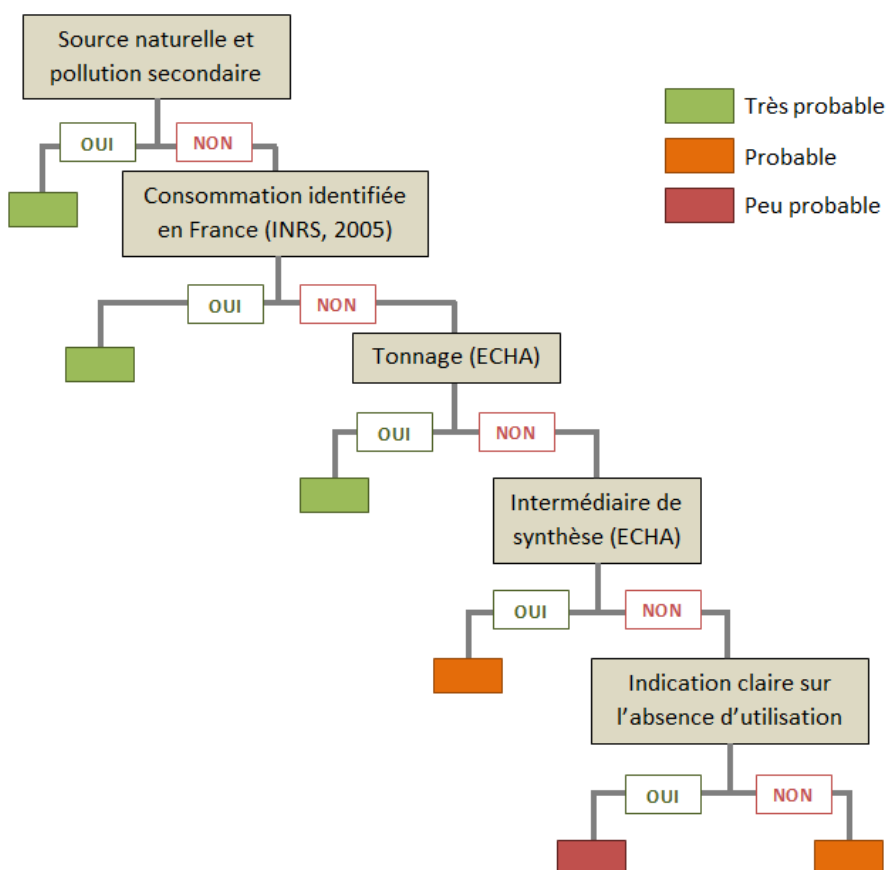 Source naturelle et
pollution secondaire
Très probable
Probable
Peu probable
OUI
NON
Consommation identifiée
en France (INRS, 2005)
OUI
NON
Tonnage (ECHA)
OUI
NON
Intermédiaire de
synthèse (ECHA)
OUI
NON
Indication claire sur
l'absence d'utilisation
OUI
NON